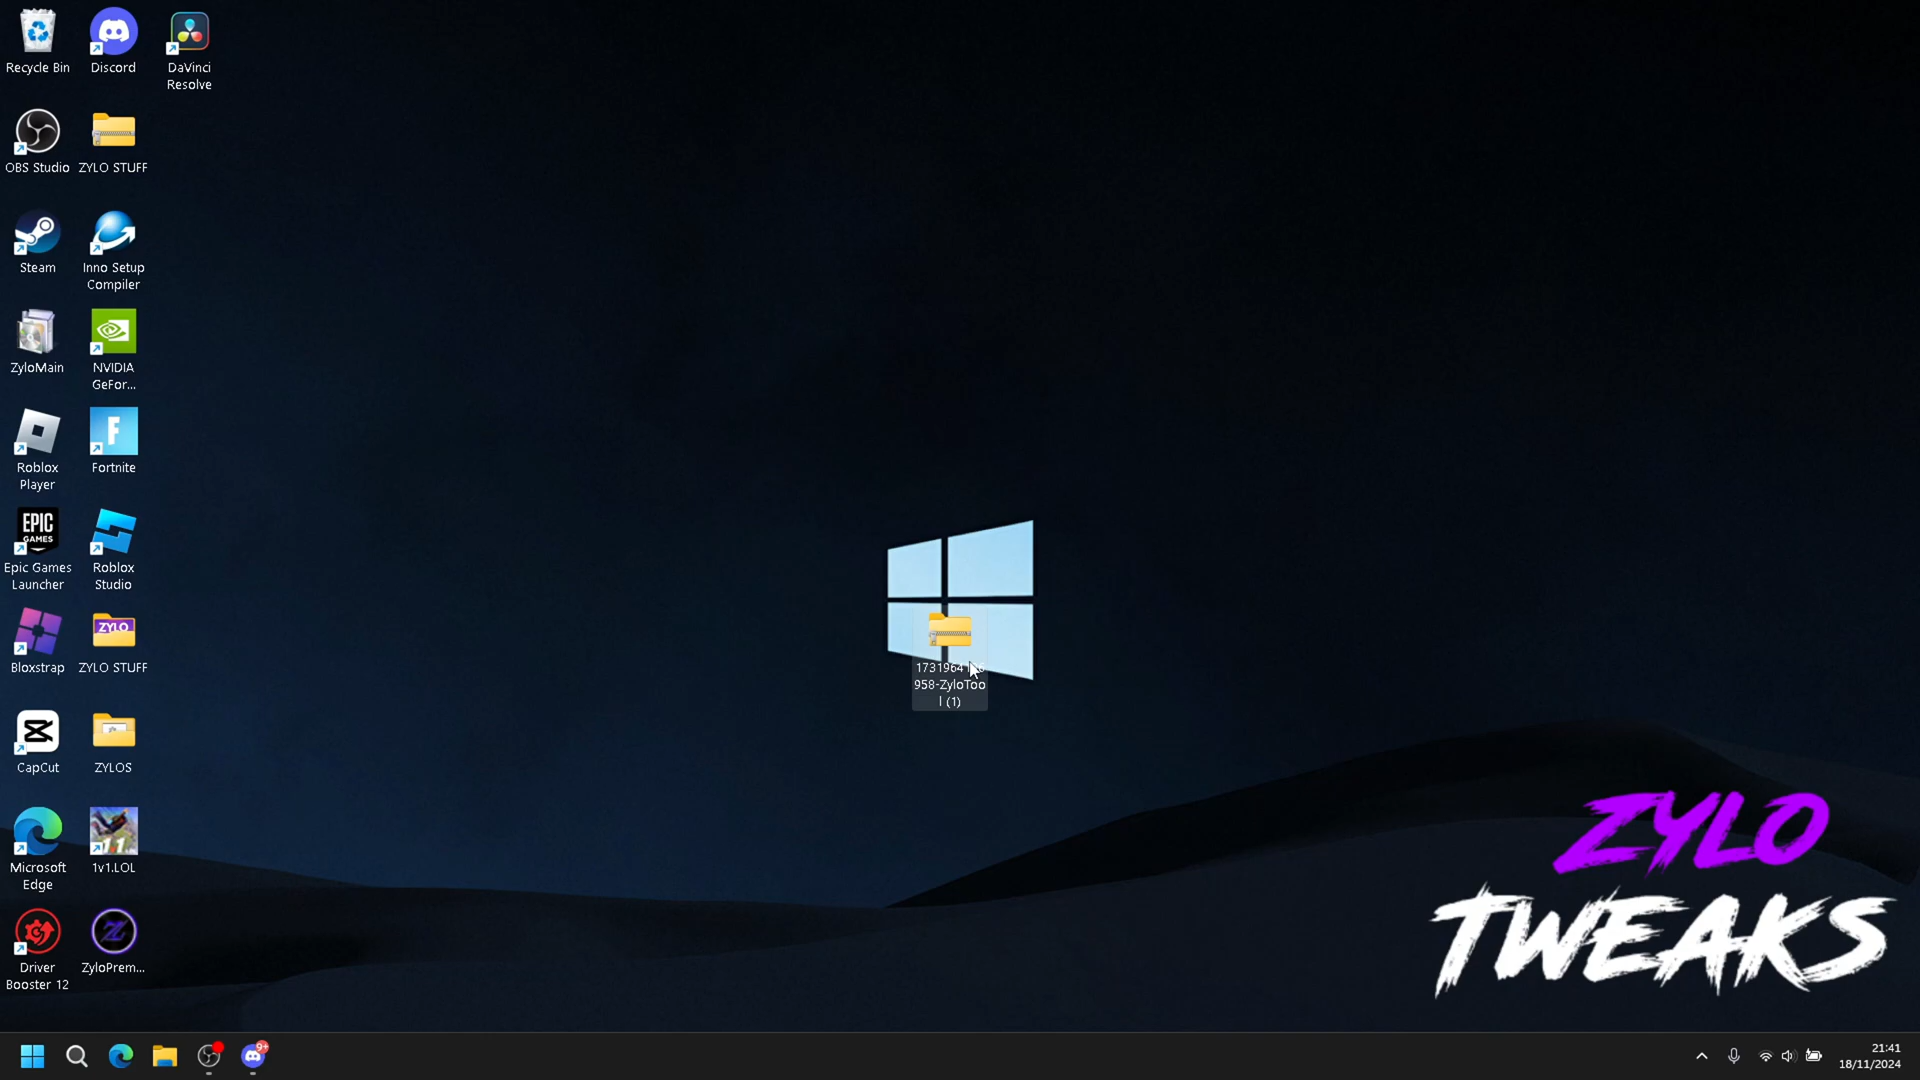 Recycle Bin
Discord
DaVinci
Resolve
OBS Studio
ZYLO STUFF
Steam
Inno Setup
Compiler
ZyloMain
NVIDIA
GeFor...
Roblox
Player
F
Fortnite
EPIC
GAMES
Epic Games
Launcher
Roblox
Studio
Bloxstrap
ZYLO
ZYLO STUFF
CapCut
ZYLOS
Microsoft
Edge
1v1.LOL
Driver
Booster 12
ZyloPrem...
958-ZyloToo
l (1)
ZYLO
TWEAKS
9+
21:41
18/11/2024